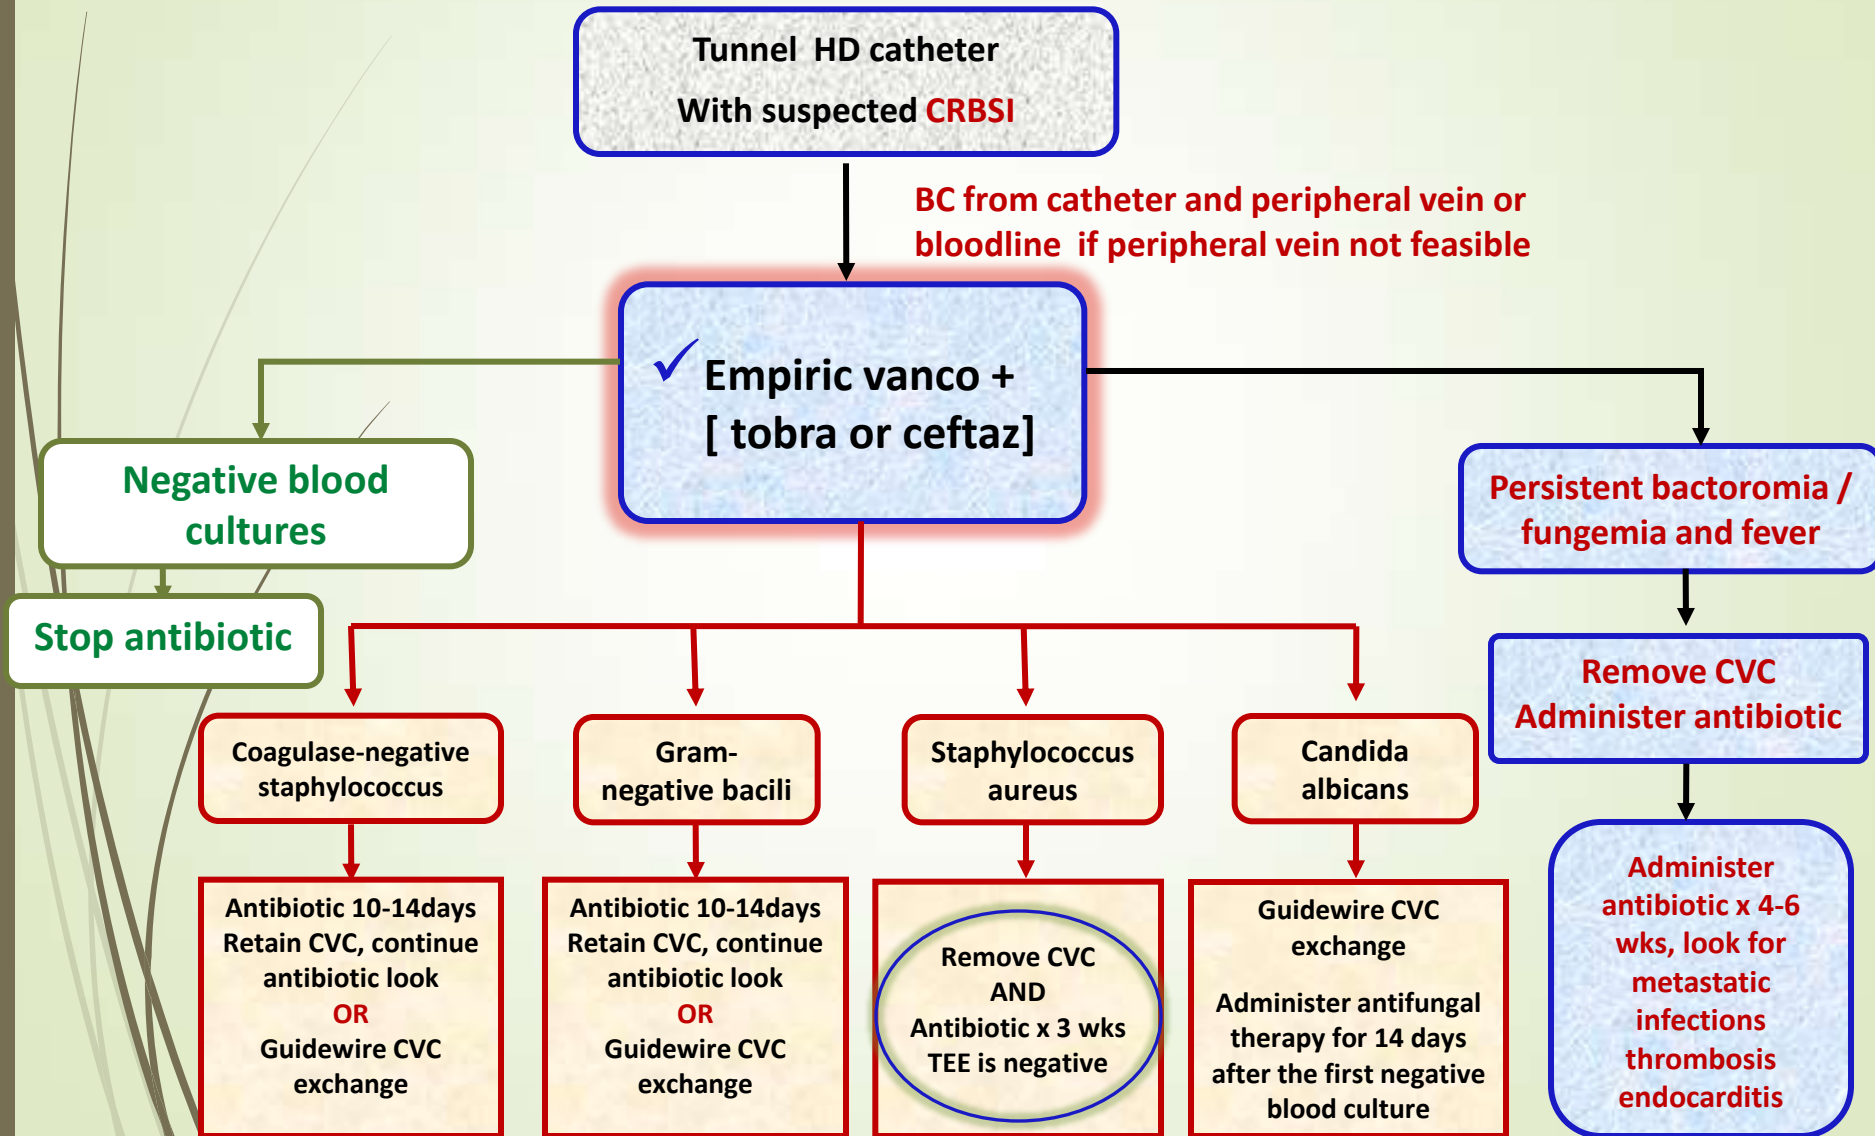 Tunnel HD catheter
With suspected CRBSI
BC from catheter and peripheral vein or
bloodline if peripheral vein not feasible
✓ Empiric vanco +
[ tobra or ceftaz]
Negative blood
cultures
Stop antibiotic
Persistent bactoromia /
fungemia and fever
Remove CVC
Administer antibiotic
Administer
antibiotic x 4-6
wks, look for
metastatic
infections
thrombosis
endocarditis
Coagulase-negative
staphylococcus
Antibiotic 10-14days
Retain CVC, continue
antibiotic look
OR
Guidewire CVC
exchange
Gram-
negative bacili
Antibiotic 10-14days
Retain CVC, continue
antibiotic look
OR
Guidewire CVC
exchange
Staphylococcus
aureus
Remove CVC
AND
Antibiotic x 3 wks
TEE is negative
Candida
albicans
Guidewire CVC
exchange
Administer antifungal
therapy for 14 days
after the first negative
blood culture